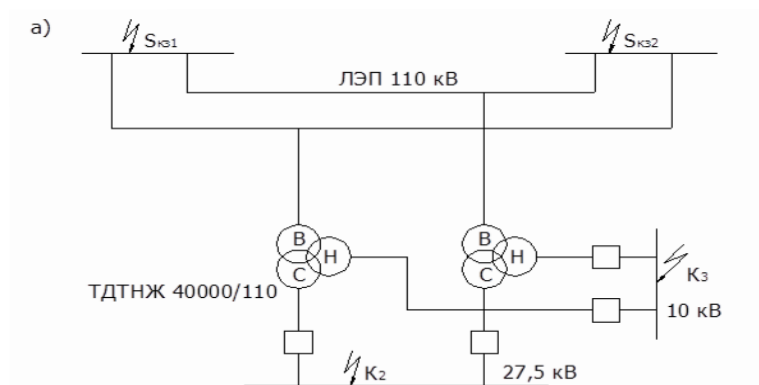 а)
Sкз1
Sкз2
ЛЭП 110 кВ
В
Н
С
В
Н
С
К3
ТДТНЖ 40000/110
10 кВ
К2
27,5 кВ